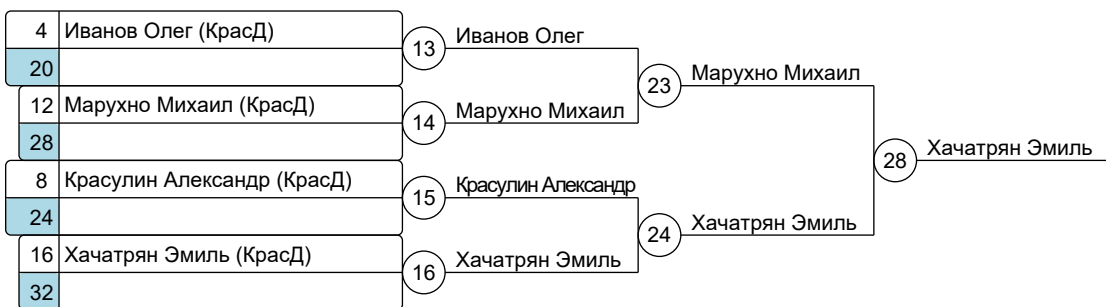 4 Иванов Олег (КрасД)
20
13 Иванов Олег
12 Марухно Михаил (КрасД)
28
14 Марухно Михаил
23 Марухно Михаил
8 Красулин Александр (КрасД)
24
15 Красулин Александр
16 Хачатрян Эмиль (КрасД)
32
16 Хачатрян Эмиль
24 Хачатрян Эмиль
28 Хачатрян Эмиль